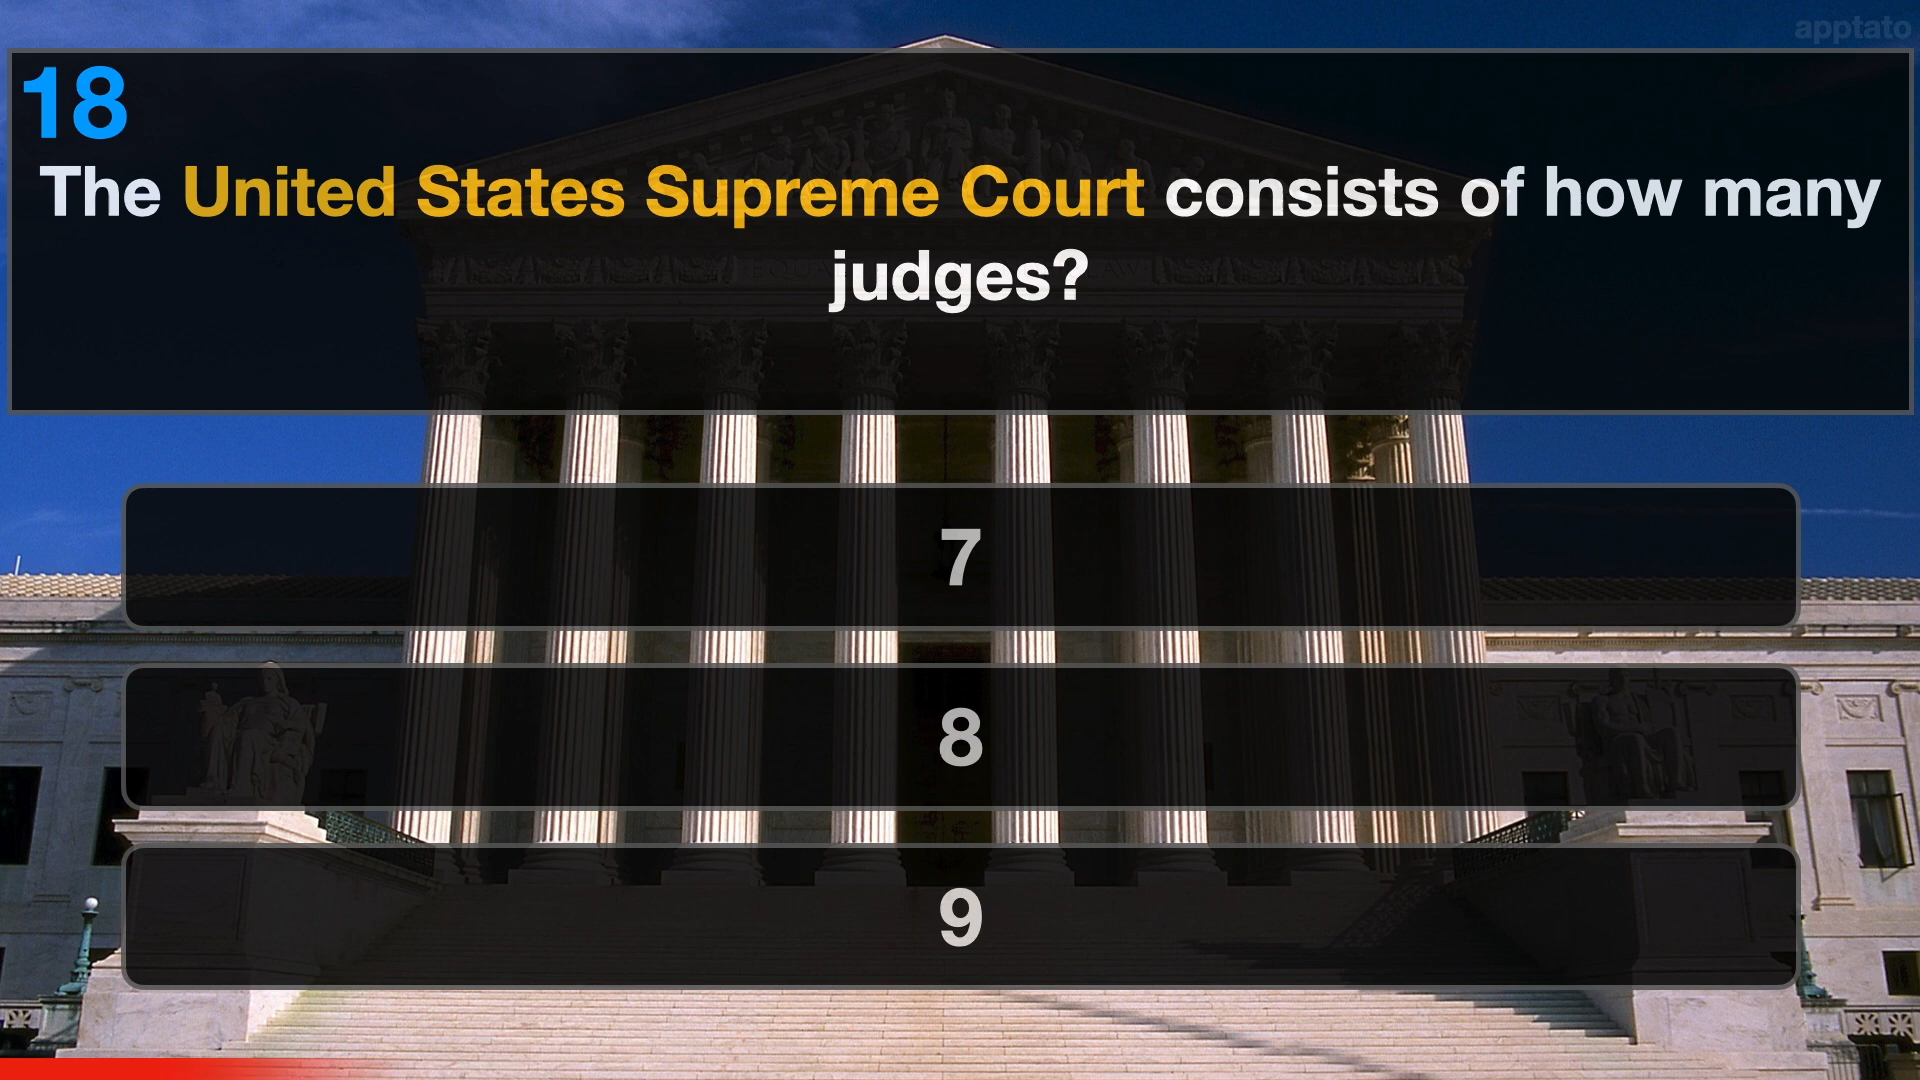 apptato
18
The United States Supreme Court consists of how many
judges?
7
8
9